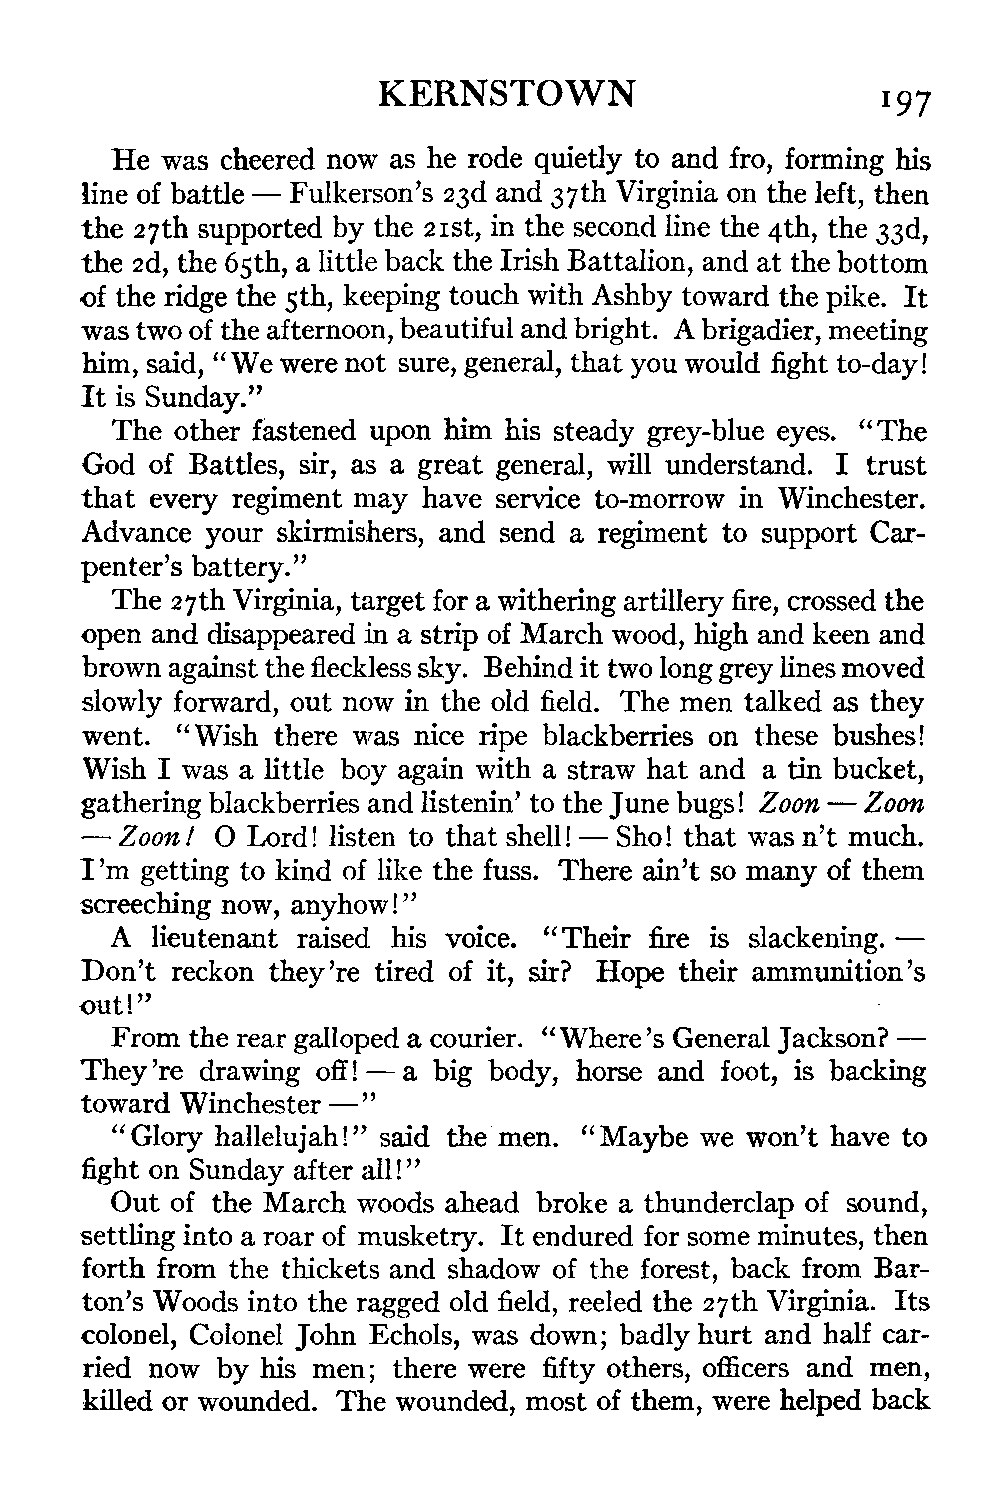 KERNSTOWN 197
He was cheered now as he rode quietly to and fro, forming his
line of battle — Fulkerson's 23d and 37th Virginia on the left, then
the 27th supported by the 21st, in the second line the 4th, the 33d,
the 2d, the 65th, a little back the Irish Battalion, and at the bottom
of the ridge the 5th, keeping touch with Ashby toward the pike. It
was two of the afternoon, beautiful and bright. A brigadier, meeting
him, said, "We were not sure, general, that you would fight to-day!
It is Sunday."
The other fastened upon him his steady grey-blue eyes. "The
God of Battles, sir, as a great general, will understand. I trust
that every regiment may have service to-morrow in Winchester.
Advance your skirmishers, and send a regiment to support Car-
penter's battery."
The 27th Virginia, target for a withering artillery fire, crossed the
open and disappeared in a strip of March wood, high and keen and
brown against the fleckless sky. Behind it two long grey lines moved
slowly forward, out now in the old field. The men talked as they
went. "Wish there was nice ripe blackberries on these bushes!
Wish I was a little boy again with a straw hat and a tin bucket,
gathering blackberries and listenin' to the June bugs! Zoon — Zoon
— Zoon! O Lord! listen to that shell! — Sho! that was n't much.
I'm getting to kind of like the fuss. There ain't so many of them
screeching now, anyhow!"
A lieutenant raised his voice. "Their fire is slackening. —
Don't reckon they're tired of it, sir? Hope their ammunition's
out!"
From the rear galloped a courier. "Where's General Jackson? —
They're drawing off! — a big body, horse and foot, is backing
toward Winchester —"
"Glory hallelujah!" said the men. "Maybe we won't have to
fight on Sunday after all!"
Out of the March woods ahead broke a thunderclap of sound,
settling into a roar of musketry. It endured for some minutes, then
forth from the thickets and shadow of the forest, back from Bar-
ton's Woods into the ragged old field, reeled the 27th Virginia. Its
colonel, Colonel John Echols, was down; badly hurt and half car-
ried now by his men; there were fifty others, officers and men,
killed or wounded. The wounded, most of them, were helped back